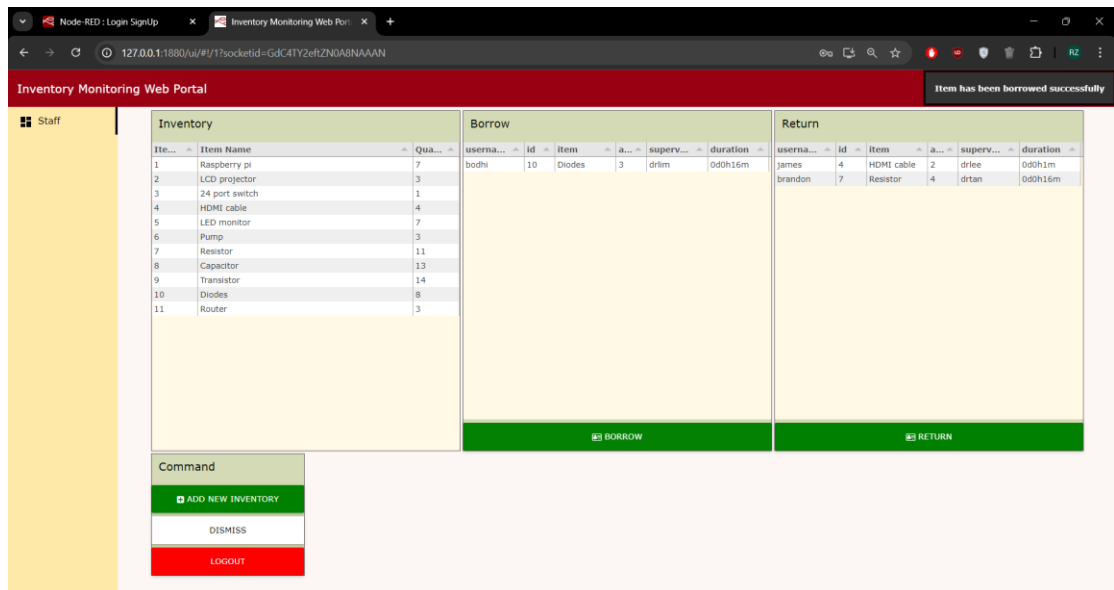 Node-RED : Login SignUp
Inventory Monitoring Web Port
127.0.0.1:1880/ui/#!/1?socketid=GdC4TY2eftZN0A8NAAAN
RZ
Inventory Monitoring Web Portal
Item has been borrowed successfully
Staff
Inventory
Ite... Item Name Qua...
1 Raspberry pi 7
2 LCD projector 3
3 24 port switch 1
4 HDMI cable 4
5 LED monitor 7
6 Pump 3
7 Resistor 11
8 Capacitor 13
9 Transistor 14
10 Diodes 8
11 Router 3
Borrow
userna... id item a... superv... duration
bodhi 10 Diodes 3 drlim 0d0h16m
BORROW
Return
userna... id item a... superv... duration
james 4 HDMI cable 2 drlee 0d0h1m
brandon 7 Resistor 4 drtan 0d0h16m
RETURN
Command
ADD NEW INVENTORY
DISMISS
LOGOUT